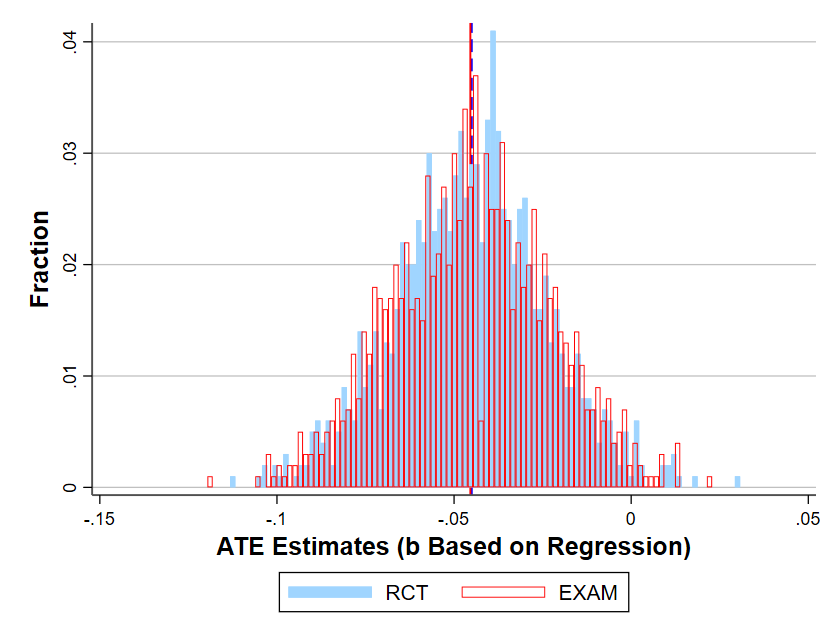 .04
.03
.02
.01
0
Fraction
-.15
-.1
-.05
0
.05
ATE Estimates (b Based on Regression)
RCT
EXAM